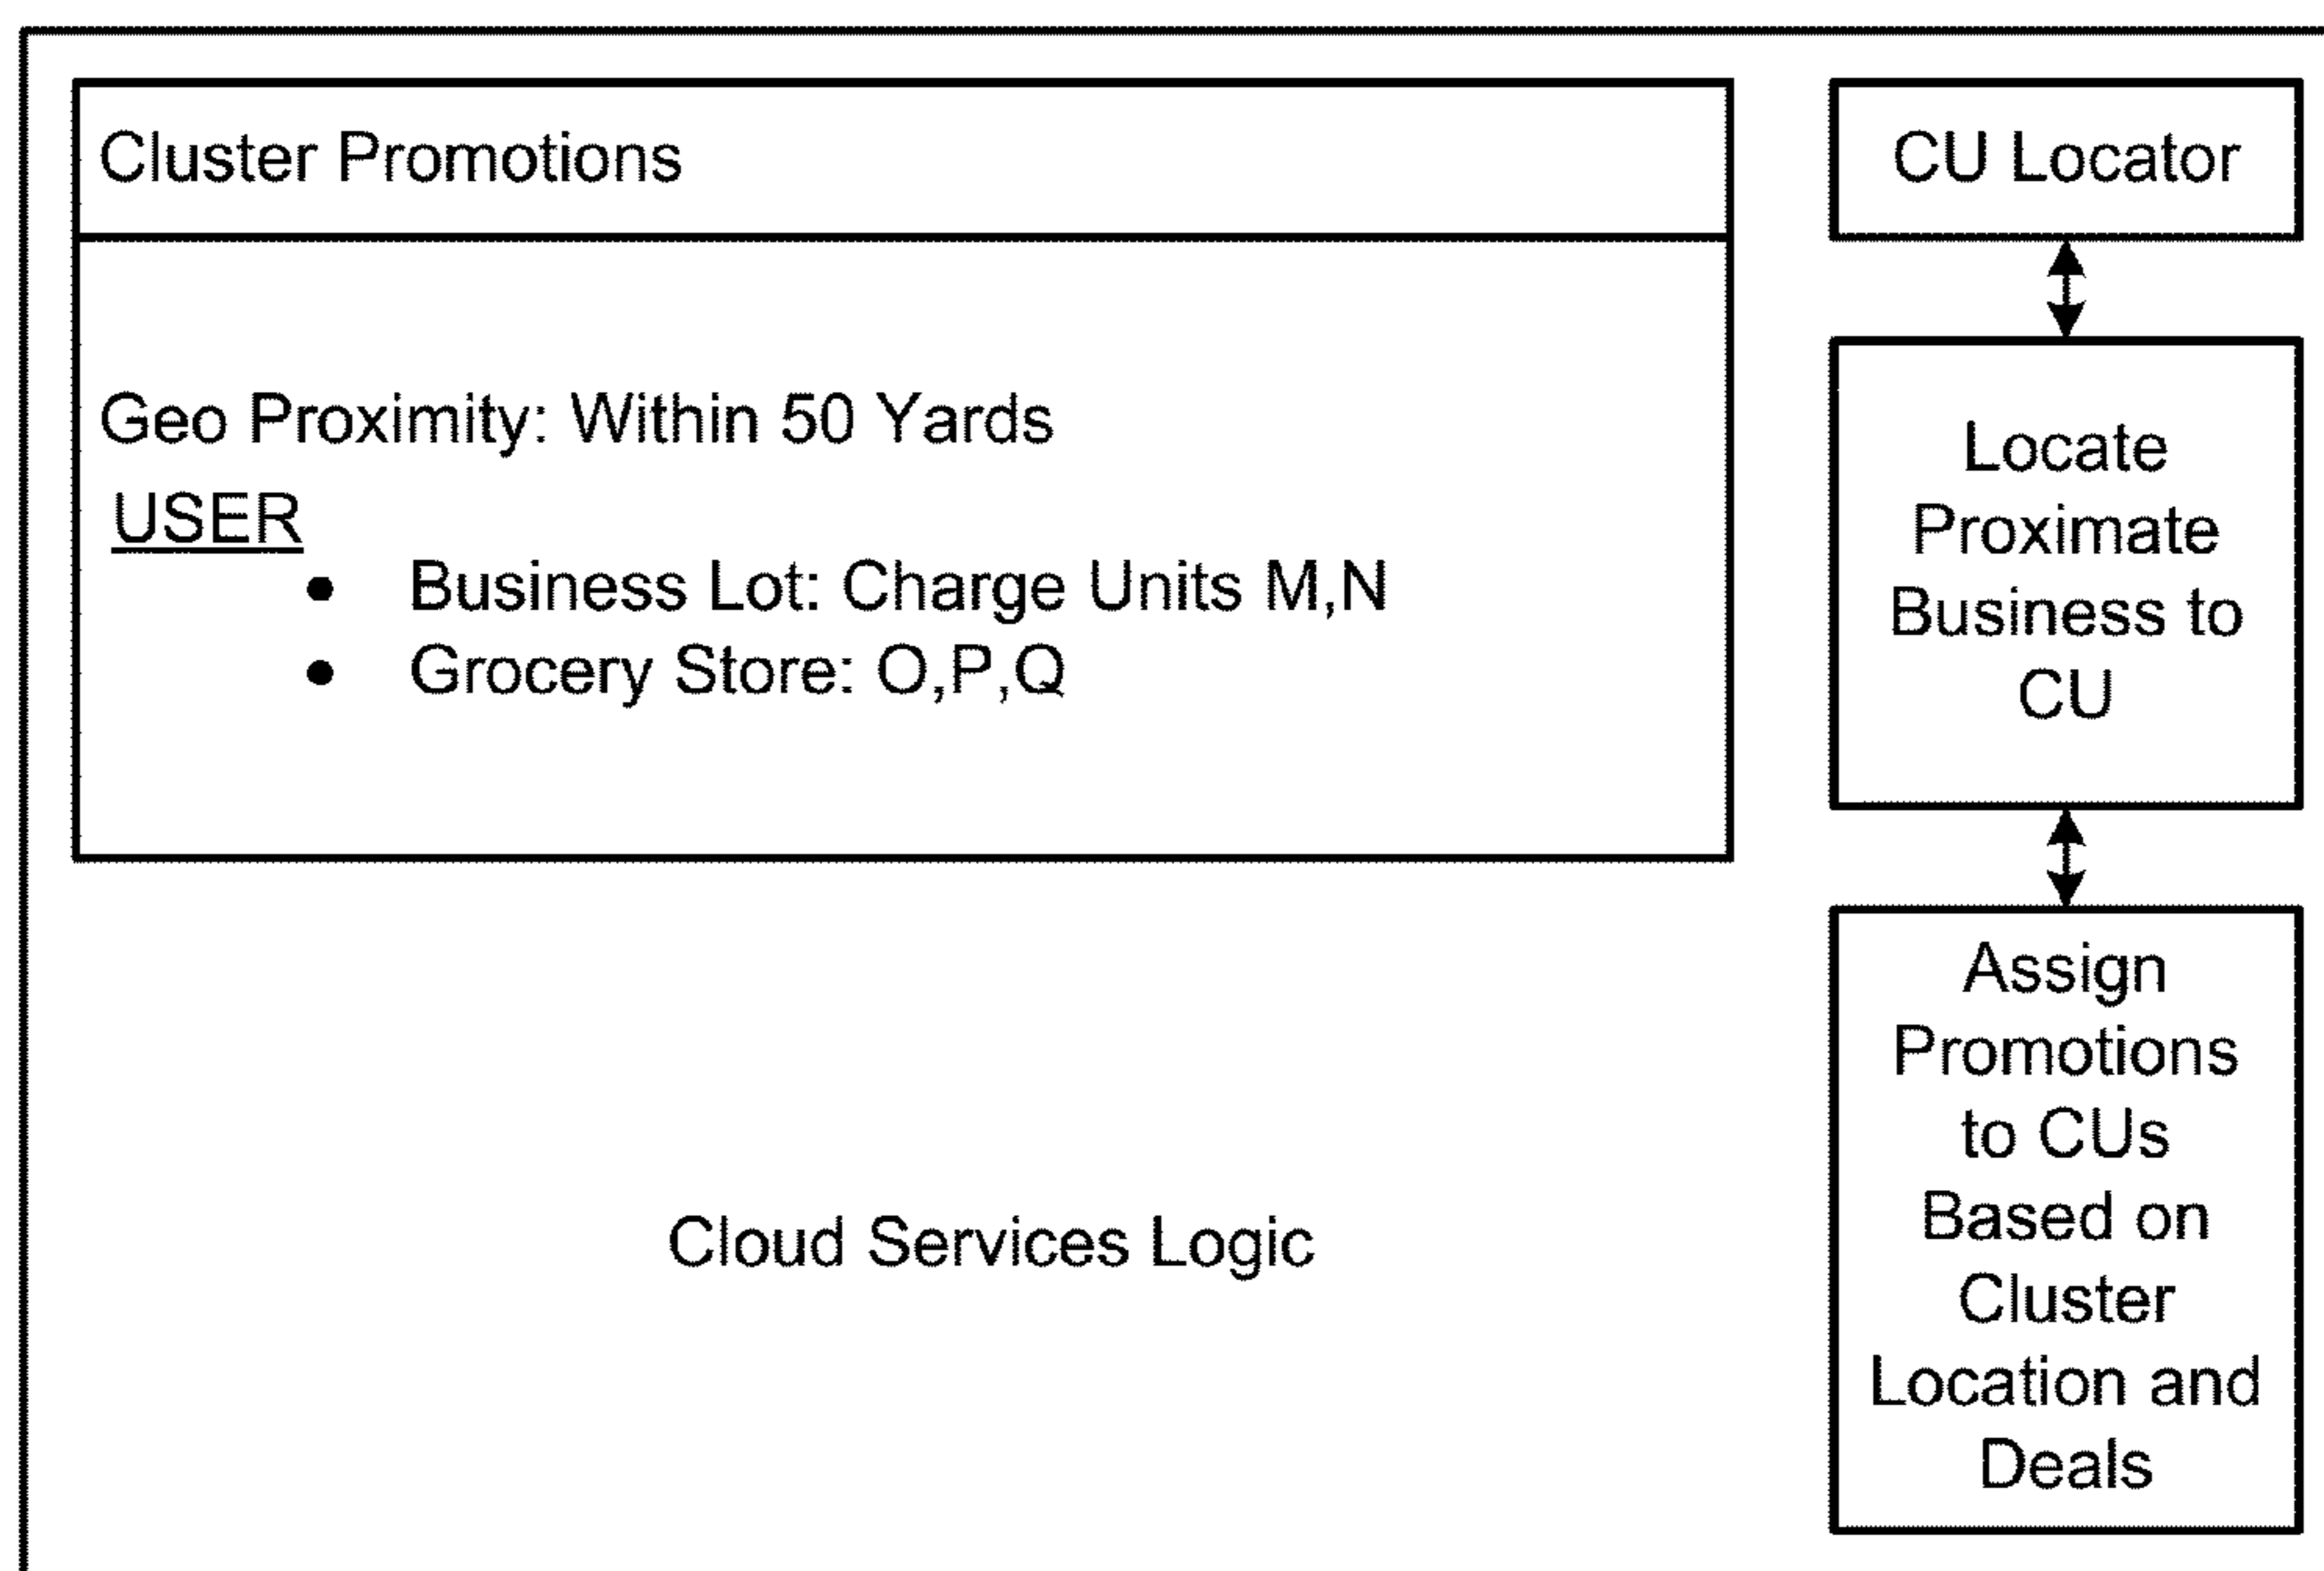 Cluster Promotions
Geo Proximity: Within 50 Yards
USER
• Business Lot: Charge Units M,N
• Grocery Store: O,P,Q
Cloud Services Logic
CU Locator
Locate
Proximate
Business to
CU
Assign
Promotions
to CUs
Based on
Cluster
Location and
Deals